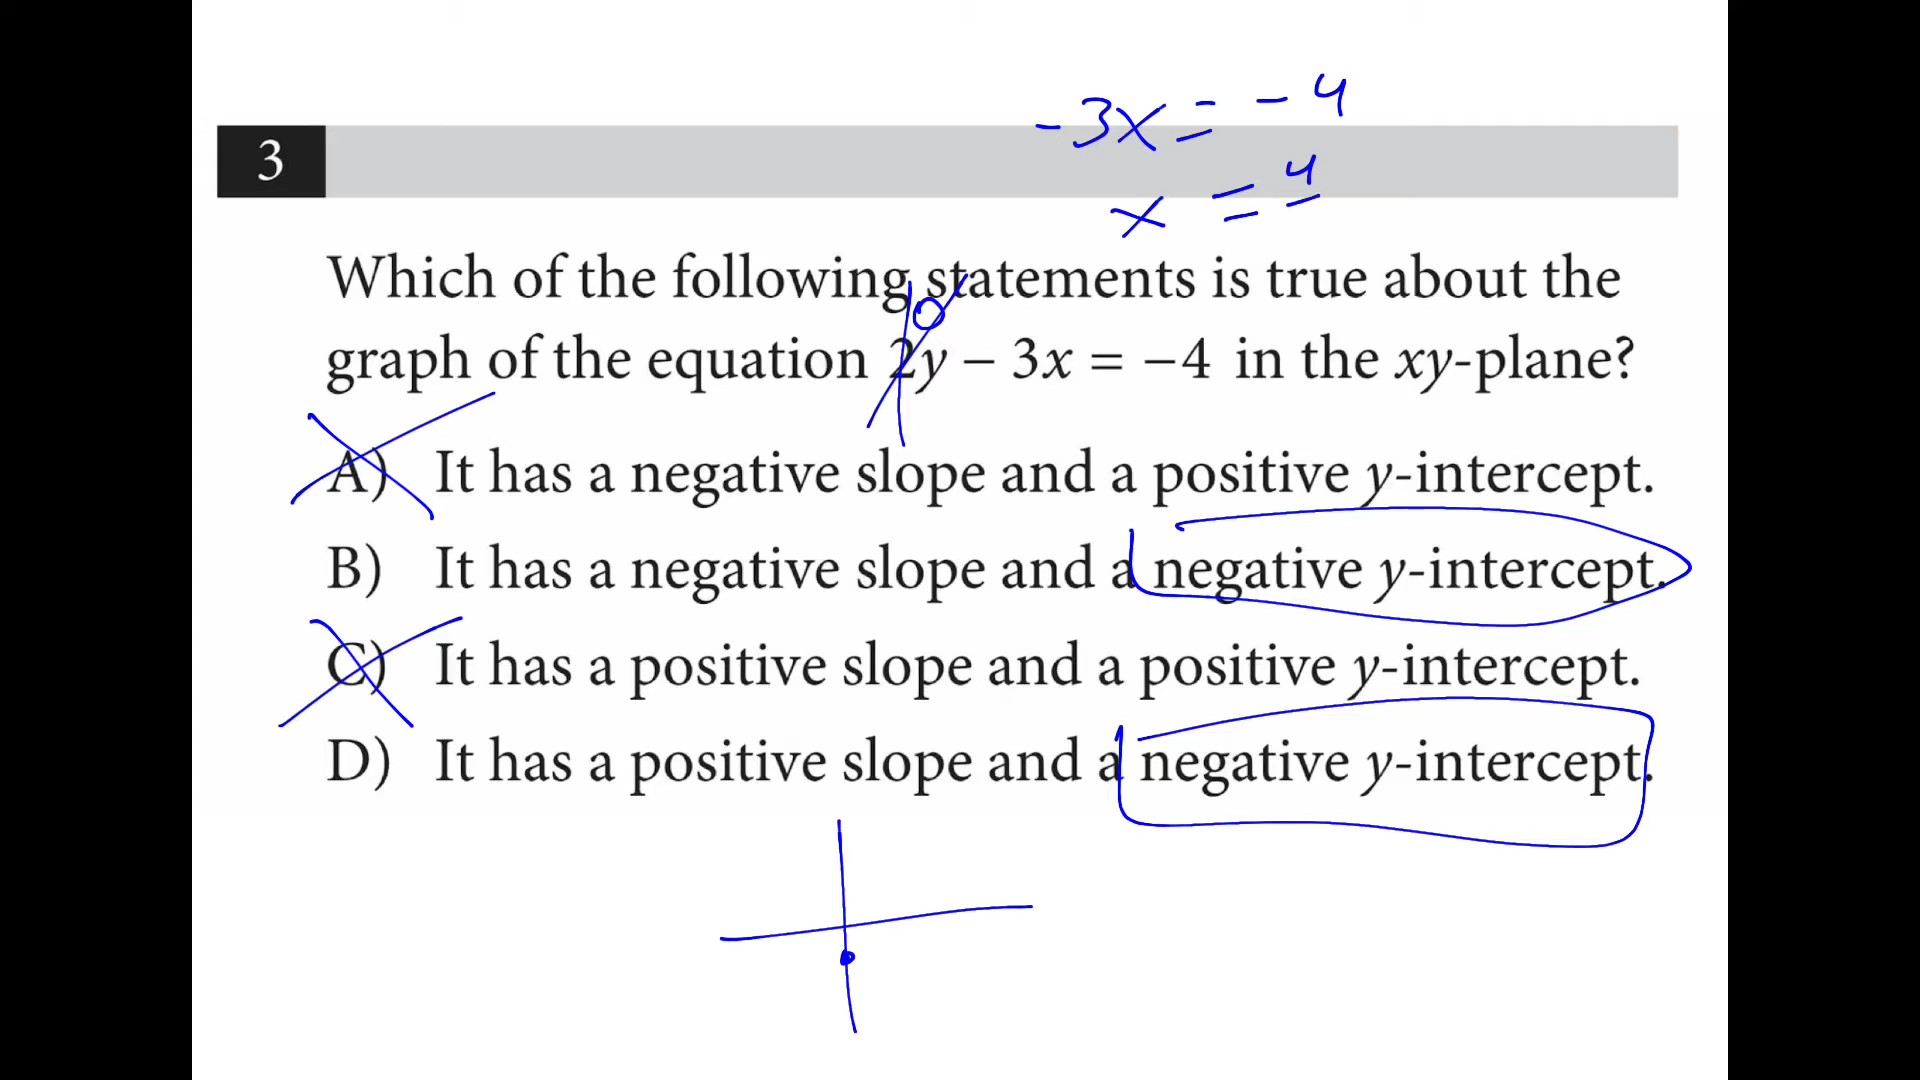 -3x = -4
3
x = 4
Which of the following statements is true about the
0
graph of the equation 2y − 3x = −4 in the xy-plane?
A) It has a negative slope and a positive y-intercept.
B) It has a negative slope and a negative y-intercept.
C) It has a positive slope and a positive y-intercept.
D) It has a positive slope and a negative y-intercept.